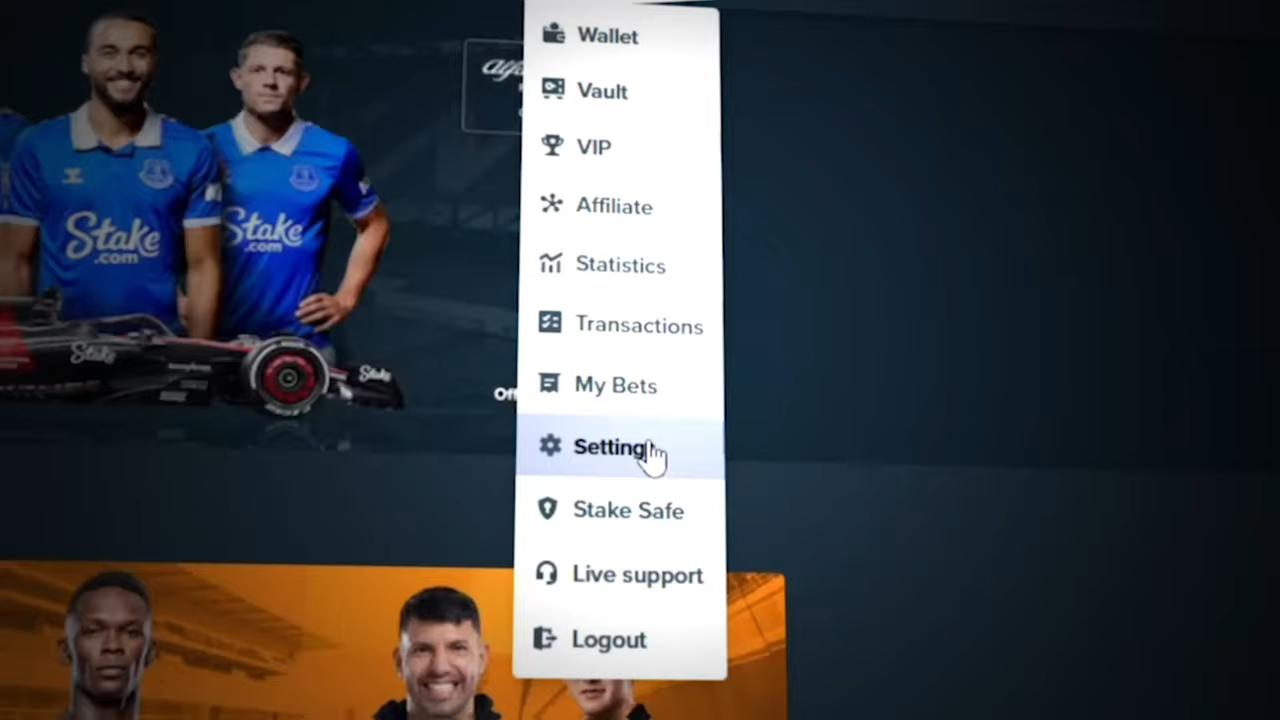 Wallet
Vault
VIP
Affiliate
Statistics
Transactions
My Bets
Setting
Stake Safe
Live support
Logout
Stake
.com
Stake
.com
Stake
Stake